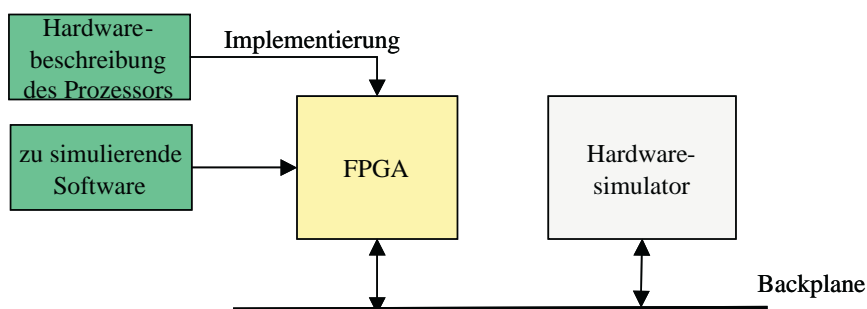 Hardware-
beschreibung
des Prozessors
Implementierung
zu simulierende
Software
FPGA
Hardware-
simulator
Backplane